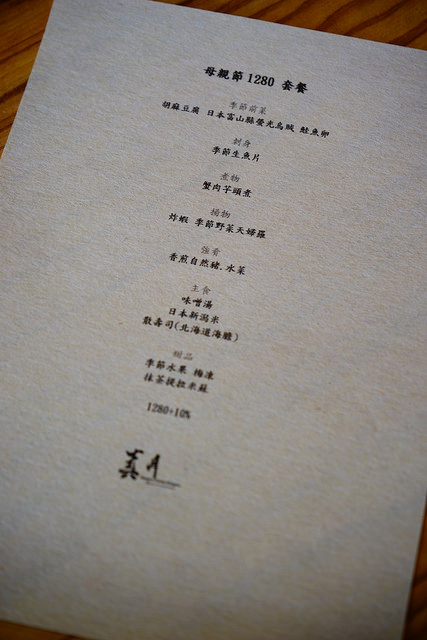 母親節 1280 套餐
季節前菜
胡麻豆腐 日本富山縣螢光烏賊 鮭魚卵
刺身
季節生魚片
煮物
蟹肉芋頭煮
揚物
炸蝦 季節野菜天婦羅
強肴
香煎自然豬.水菜
主食
味噌湯
日本新潟米
散壽司(北海道海膽)
甜品
季節水果 梅凍
抹茶提拉米蘇
1280+10%
真